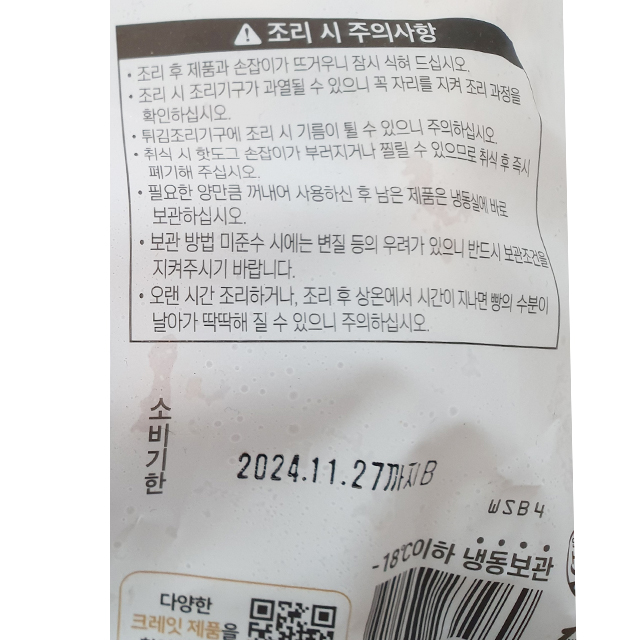 조리 시 주의사항
• 조리 후 제품과 손잡이가 뜨거우니 잠시 식혀 드십시오.
• 조리 시 조리기구가 과열될 수 있으니 꼭 자리를 지켜 조리 과정을
확인하십시오.
• 튀김조리기구에 조리 시 기름이 튈 수 있으니 주의하십시오.
• 취식 시 핫도그 손잡이가 부러지거나 찔릴 수 있으므로 취식 후 즉시
폐기해 주십시오.
• 필요한 양만큼 꺼내어 사용하신 후 남은 제품은 냉동실에 바로
보관하십시오.
• 보관 방법 미준수 시에는 변질 등의 우려가 있으니 반드시 보관조건을
지켜주시기 바랍니다.
• 오랜 시간 조리하거나, 조리 후 상온에서 시간이 지나면 빵의 수분이
날아가 딱딱해 질 수 있으니 주의하십시오.
소비기한
2024.11.27까지B
WSB4
-18℃이하 냉동보관
다양한
크레잇 제품을